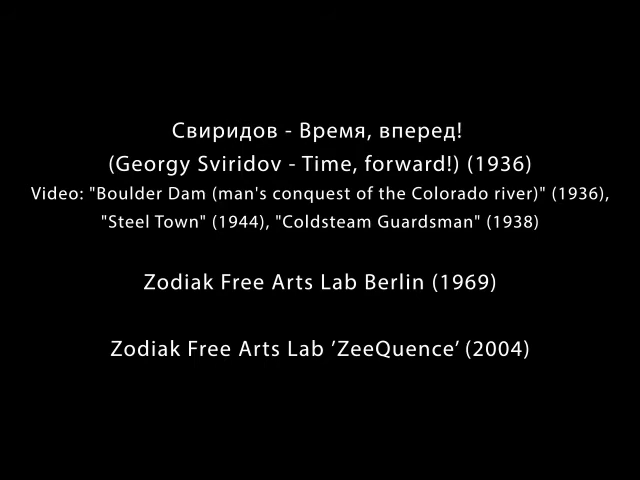 Свиридов - Время, вперед!
(Georgy Sviridov - Time, forward!) (1936)
Video: "Boulder Dam (man's conquest of the Colorado river)" (1936),
"Steel Town" (1944), "Coldsteam Guardsman" (1938)
Zodiak Free Arts Lab Berlin (1969)
Zodiak Free Arts Lab ’ZeeQuence’ (2004)